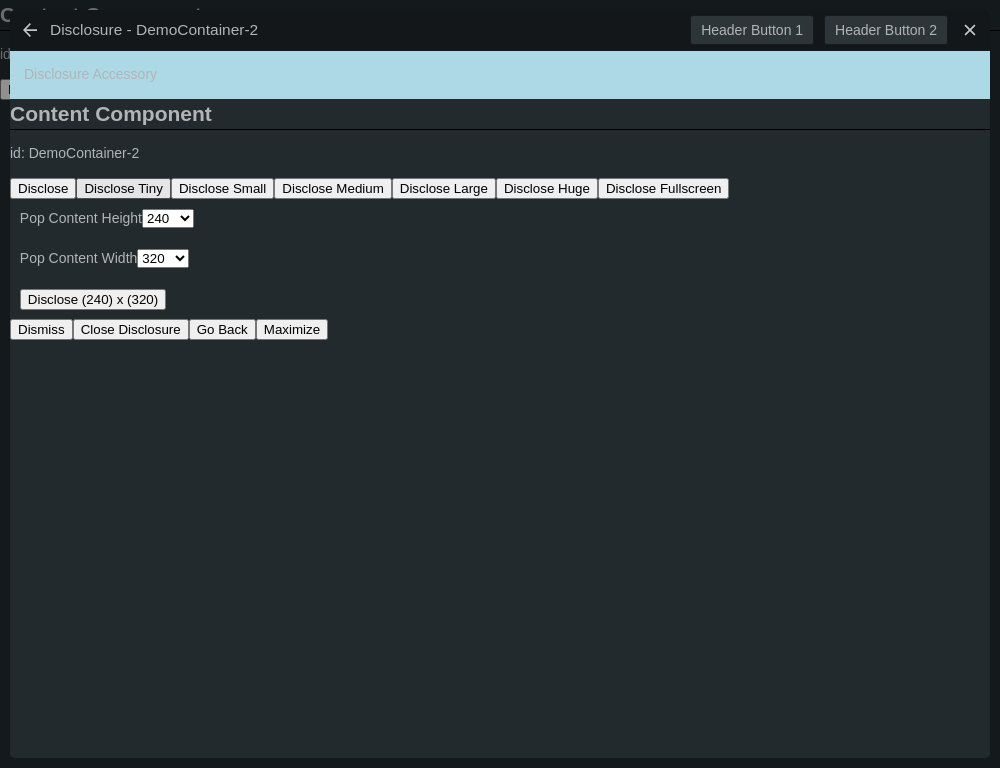 Disclosure - DemoContainer-2 Header Button 1 Header Button 2
Disclosure Accessory
Content Component
id: DemoContainer-2
Disclose Disclose Tiny Disclose Small Disclose Medium Disclose Large Disclose Huge Disclose Fullscreen
Pop Content Height 240
Pop Content Width 320
Disclose (240) x (320)
Dismiss Close Disclosure Go Back Maximize